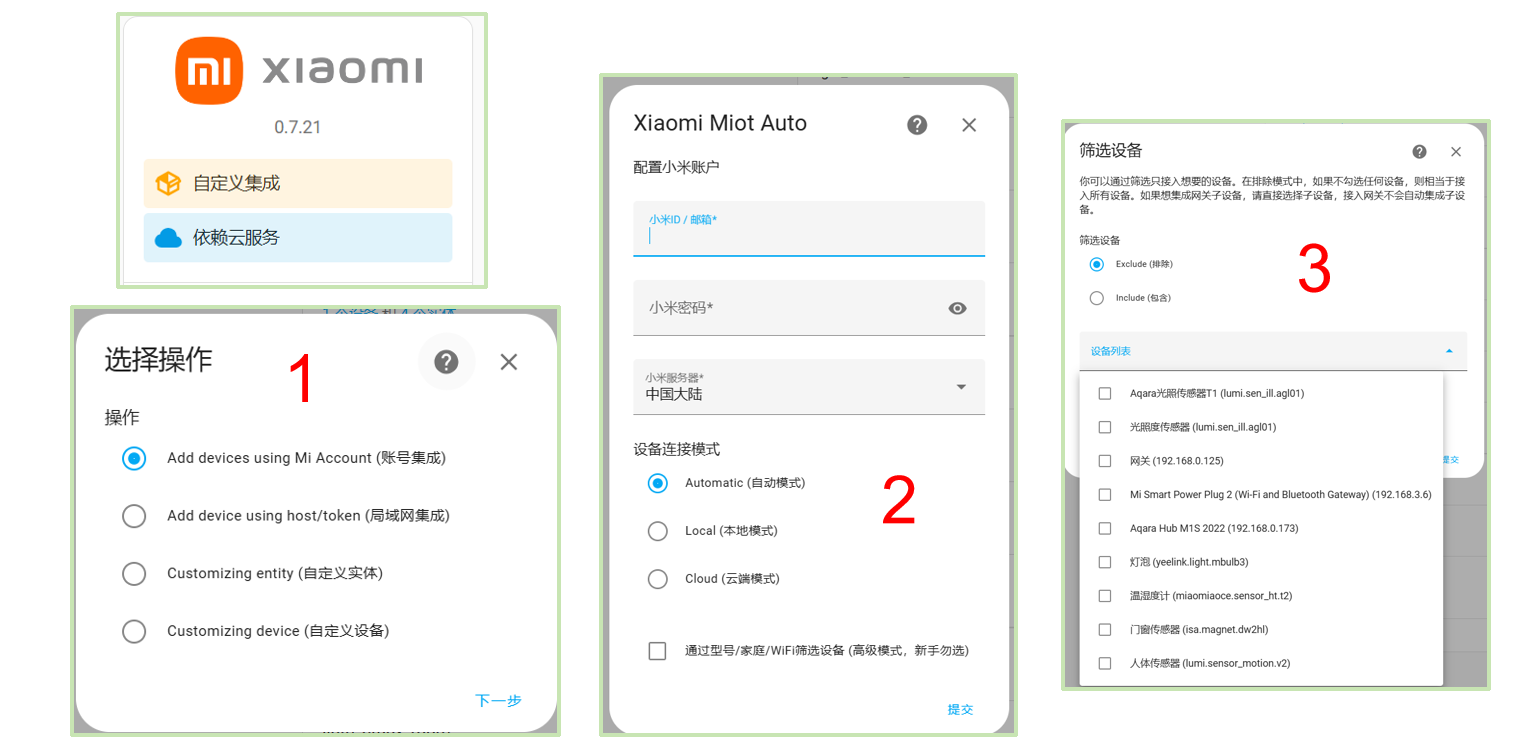 mi xiaomi
0.7.21
自定义集成
依赖云服务
选择操作
1
操作
Add devices using Mi Account (账号集成)
Add device using host/token (局域网集成)
Customizing entity (自定义实体)
Customizing device (自定义设备)
下一步
Xiaomi Miot Auto
配置小米账户
小米ID / 邮箱*
小米密码*
小米服务器*
中国大陆
设备连接模式
Automatic (自动模式)
2
Local (本地模式)
Cloud (云端模式)
通过型号/家庭/WiFi筛选设备 (高级模式，新手勿选)
提交
筛选设备
你可以通过筛选只接入想要的设备。在排除模式中，如果不勾选任何设备，则相当于接
入所有设备。如果想集成网关子设备，请直接选择子设备，接入网关不会自动集成子设
备。
筛选设备
3
Exclude (排除)
Include (包含)
设备列表
Aqara光照传感器T1 (lumi.sen_ill.agl01)
光照度传感器 (lumi.sen_ill.agl01)
网关 (192.168.0.125)
提交
Mi Smart Power Plug 2 (Wi-Fi and Bluetooth Gateway) (192.168.3.6)
Aqara Hub M1S 2022 (192.168.0.173)
灯泡 (yeelink.light.mbulb3)
温湿度计 (miaomiaoce.sensor_ht.t2)
门窗传感器 (isa.magnet.dw2hl)
人体传感器 (lumi.sensor_motion.v2)